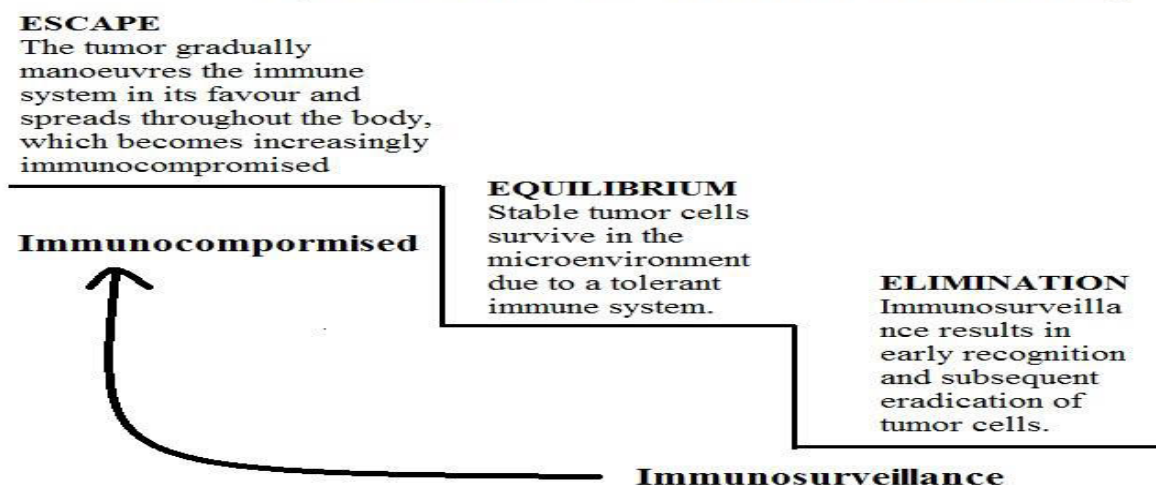 ESCAPE
The tumor gradually
manoeuvres the immune
system in its favour and
spreads throughout the body,
which becomes increasingly
immunocompromised
Immunocompormised
EQUILIBRIUM
Stable tumor cells
survive in the
microenvironment
due to a tolerant
immune system.
ELIMINATION
Immunosurveilla
nce results in
early recognition
and subsequent
eradication of
tumor cells.
Immunosurveillance